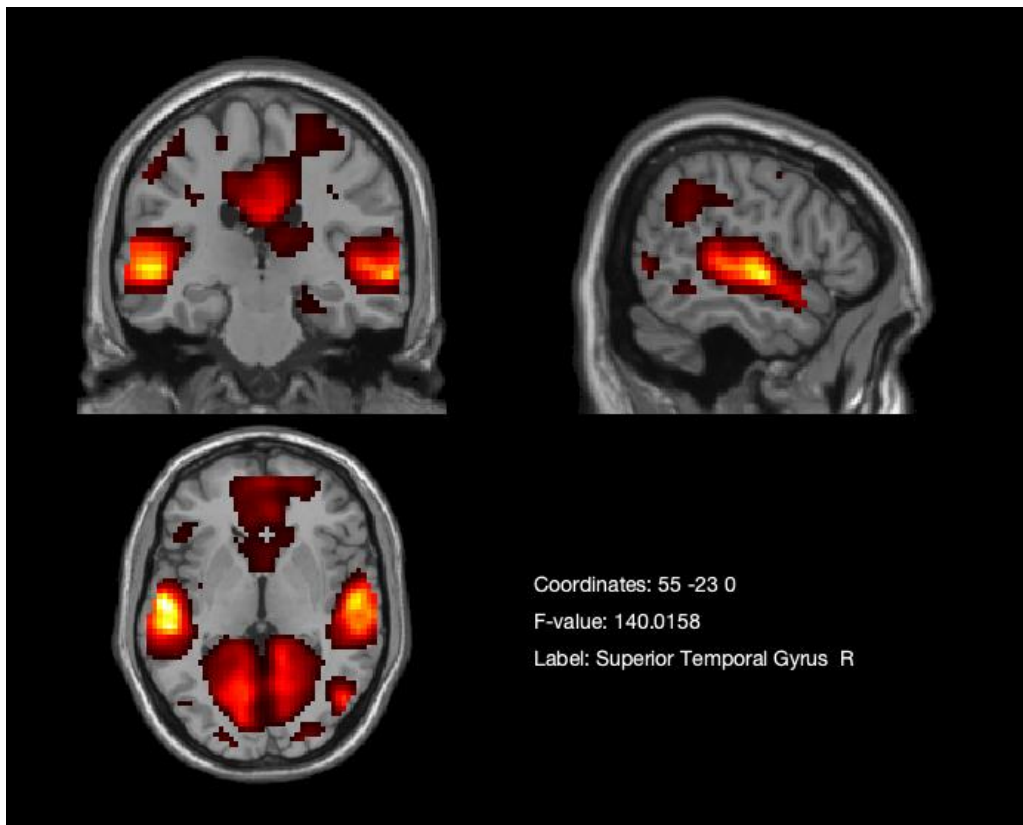 Coordinates: 55 -23 0
F-value: 140.0158
Label: Superior Temporal Gyrus  R